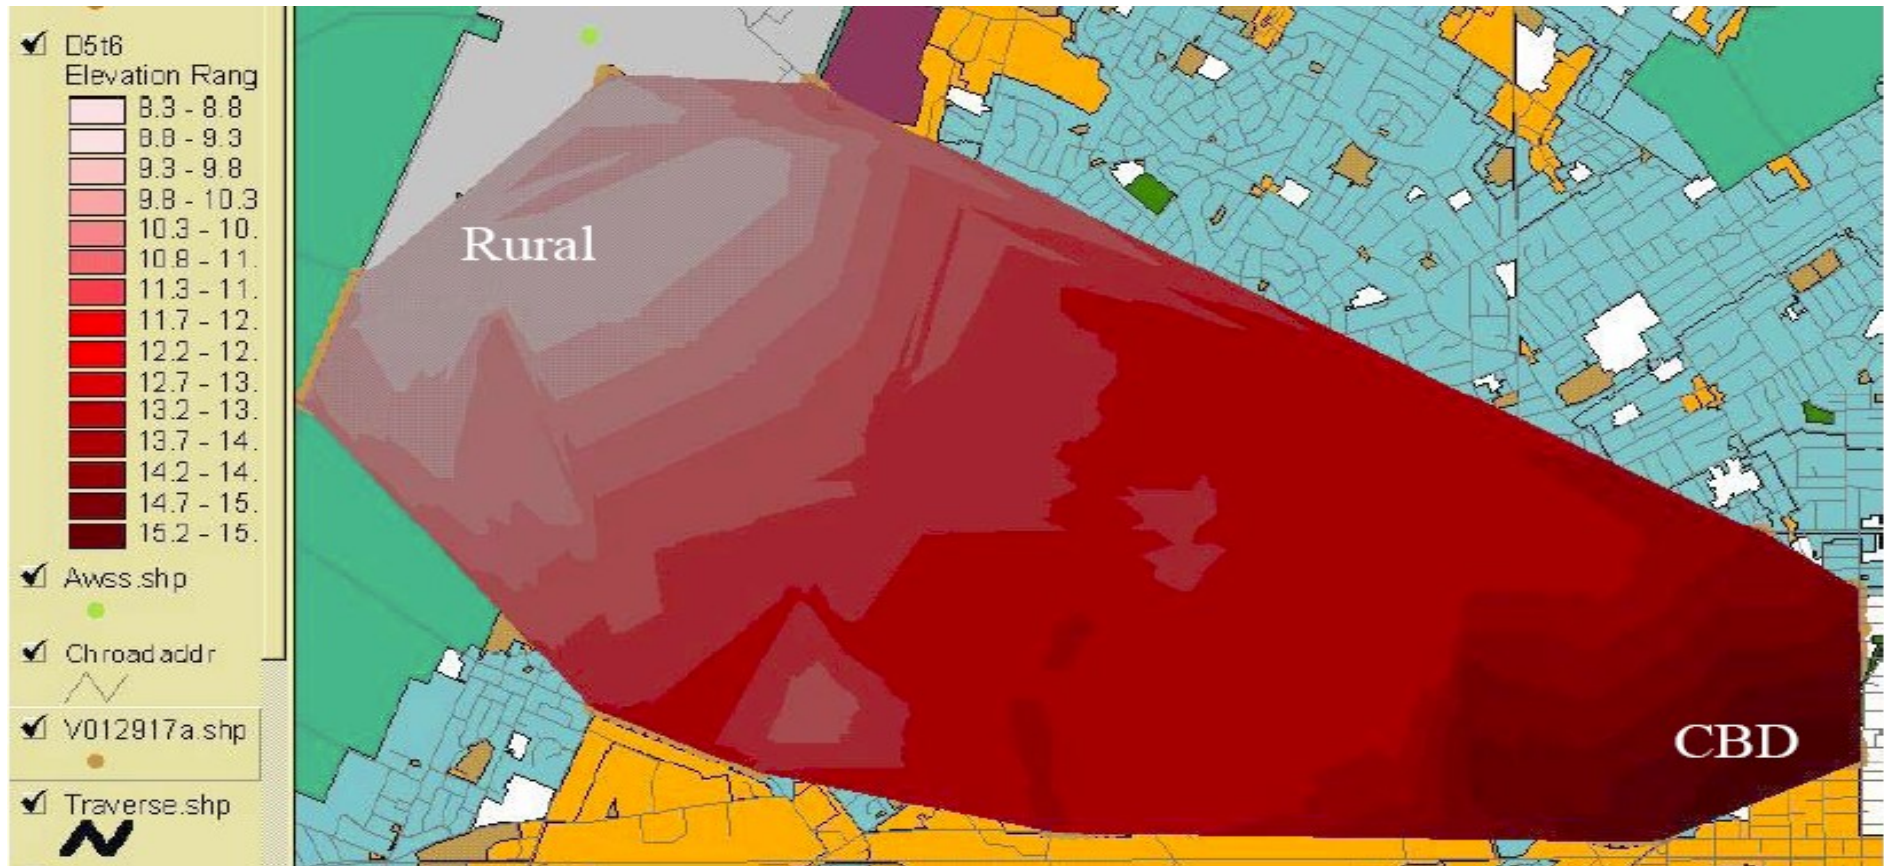 D5t6
Elevation Rang
8.3 - 8.8
8.8 - 9.3
9.3 - 9.8
9.8 - 10.3
10.3 - 10.
10.8 - 11.
11.3 - 11.
11.7 - 12.
12.2 - 12.
12.7 - 13.
13.2 - 13.
13.7 - 14.
14.2 - 14.
14.7 - 15.
15.2 - 15.
Awss.shp
Chroadaddr
V012917a.shp
Traverse.shp
Rural
CBD